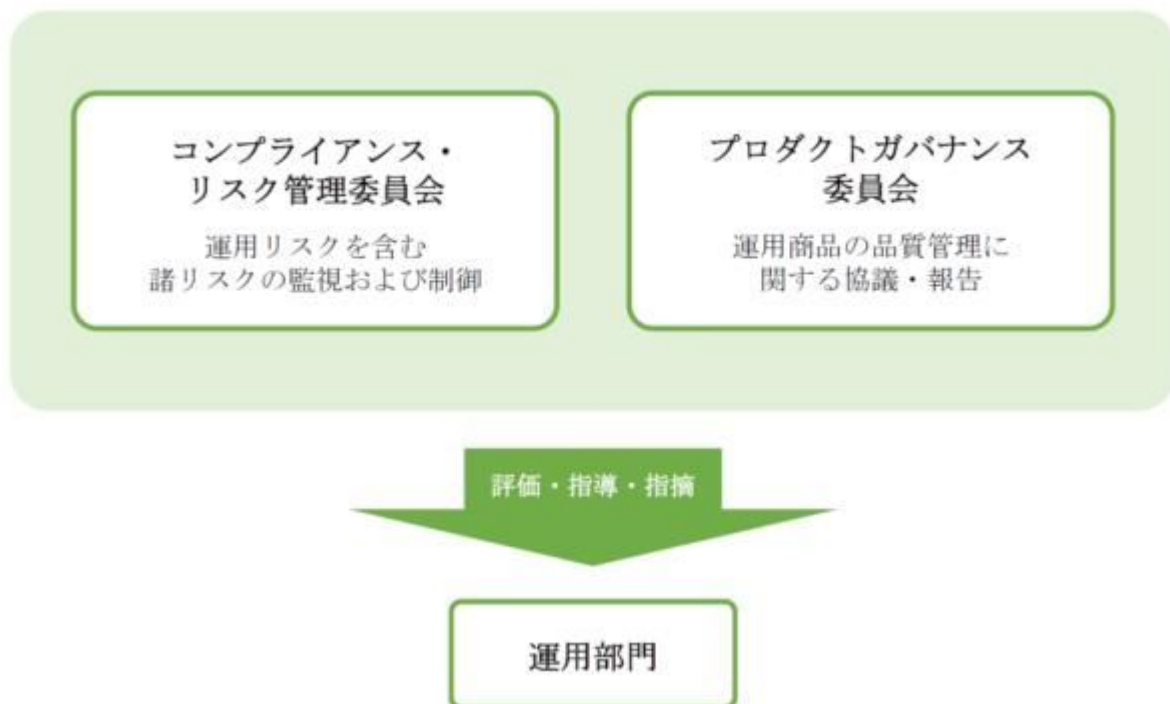 コンプライアンス・
リスク管理委員会
運用リスクを含む
諸リスクの監視および制御
プロダクトガバナンス
委員会
運用商品の品質管理に
関する協議・報告
評価・指導・指摘
運用部門